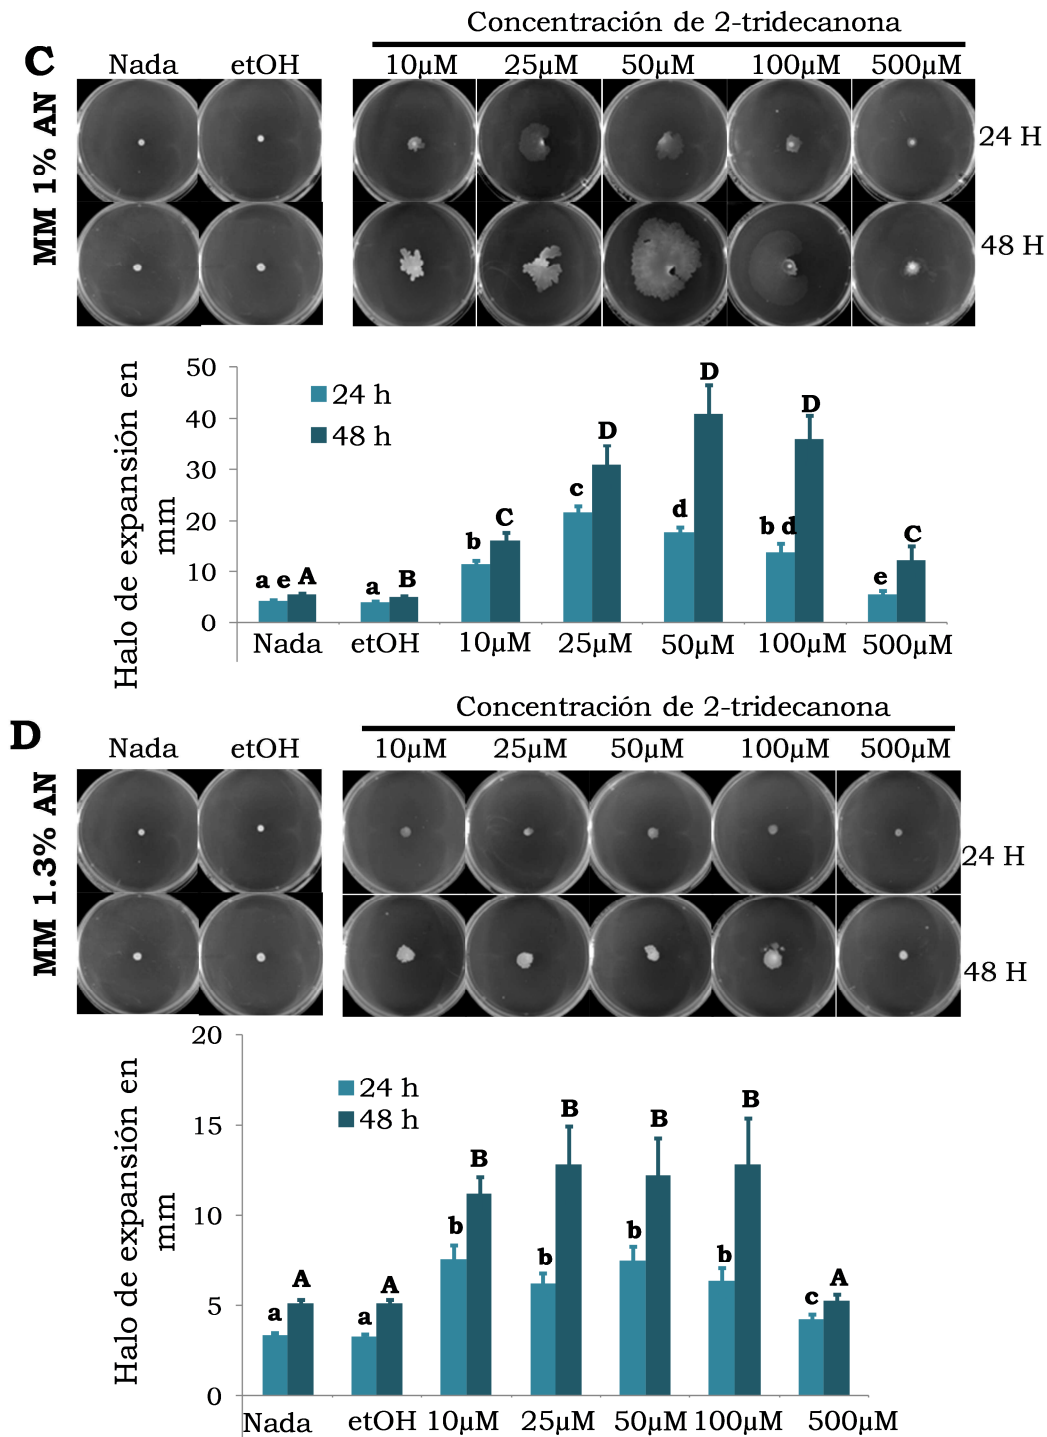 Concentración de 2-tridecanona
C
Nada etOH 10µM 25µM 50µM 100µM 500µM
MM 1% AN
24 H
48 H
Halo de expansión en
mm
50
40
30
20
10
0
24 h
48 h
a e A
a B
b C
c D
d D
b d D
e C
Nada etOH 10µM 25µM 50µM 100µM 500µM
Concentración de 2-tridecanona
D
Nada etOH 10µM 25µM 50µM 100µM 500µM
MM 1.3% AN
24 H
48 H
Halo de expansión en
mm
20
15
10
5
0
24 h
48 h
a A
a A
b B
b B
b B
b B
c A
Nada etOH 10µM 25µM 50µM 100µM 500µM